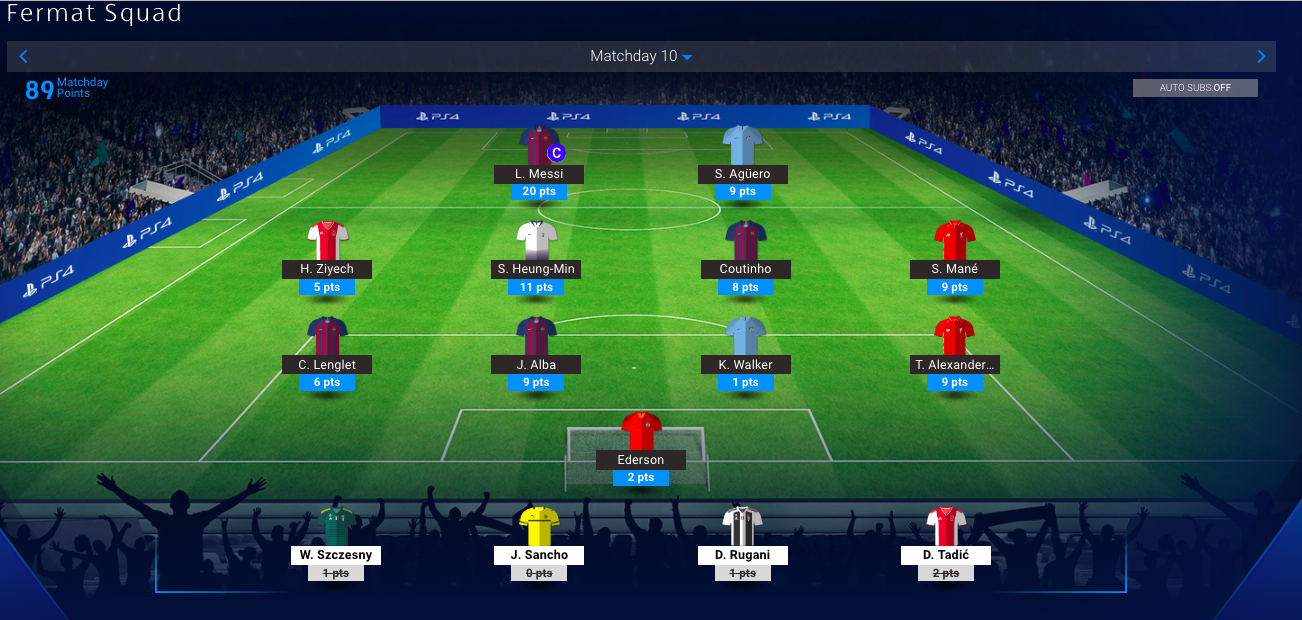 Fermat Squad
Matchday 10
89 Matchday Points
AUTO SUBS:OFF
PS4 PS4 PS4 PS4
PS4 PS4
PS4 PS4
PS4 PS4
PS4 PS4
L. Messi C S. Agüero
20 pts 9 pts
H. Ziyech S. Heung-Min Coutinho S. Mané
5 pts 11 pts 8 pts 9 pts
C. Lenglet J. Alba K. Walker T. Alexander...
6 pts 9 pts 1 pts 9 pts
Ederson
2 pts
W. Szczesny J. Sancho D. Rugani D. Tadić
1 pts 0 pts 1 pts 2 pts